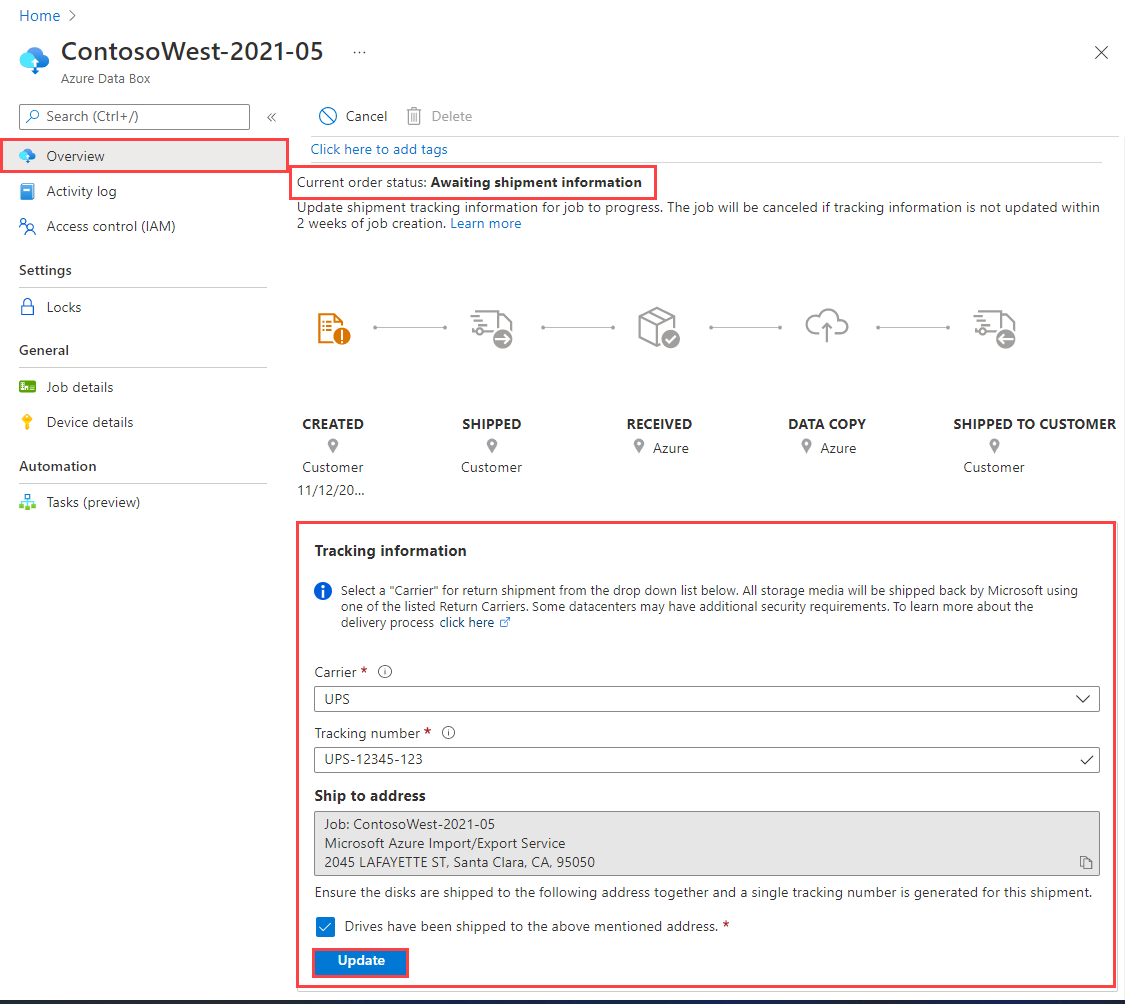 Home
ContosoWest-2021-05 ...
Azure Data Box
Search (Ctrl+/)
Cancel Delete
Click here to add tags
Overview
Activity log
Access control (IAM)
Settings
Locks
General
Job details
Device details
Automation
Tasks (preview)
Current order status: Awaiting shipment information
Update shipment tracking information for job to progress. The job will be canceled if tracking information is not updated within
2 weeks of job creation. Learn more
CREATED SHIPPED RECEIVED DATA COPY SHIPPED TO CUSTOMER
Customer Customer Azure Azure Customer
11/12/20...
Tracking information
Select a "Carrier" for return shipment from the drop down list below. All storage media will be shipped back by Microsoft using
one of the listed Return Carriers. Some datacenters may have additional security requirements. To learn more about the
delivery process click here
Carrier *
UPS
Tracking number *
UPS-12345-123
Ship to address
Job: ContosoWest-2021-05
Microsoft Azure Import/Export Service
2045 LAFAYETTE ST, Santa Clara, CA, 95050
Ensure the disks are shipped to the following address together and a single tracking number is generated for this shipment.
Drives have been shipped to the above mentioned address. *
Update